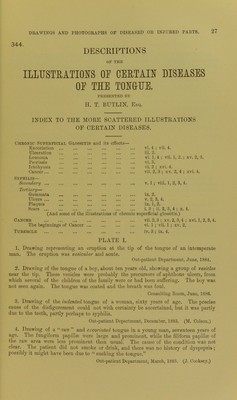 DRAWINGS AND PHOTOGRAPHS OF DISEASED OR INJURED PARTS. 27
344.
DESCRIPTIONS
OF THE
ILLUSTRATIONS OF CERTAIN DISEASES
OF THE TONGUE.
PRESENTED BY
H. T. BUTLIN, Esq.
INDEX TO THE MORE SCATTERED ILLUSTRATIONS
OF CERTAIN DISEASES.
CHRONIC SUPERFICIAL GLOSSITIS and its effects—
Excoriation
Ulceration
Leucoma
Psoriasis
Ichthyosis
Cancer
SYPHILIS—
Secondary
Tertiary—
Gummata
Ulcers
Plaques
Scars
(And some of the illustrations of chronic superficial glossitis.)
CANCER
The beginnings of Cancer
TUBERCLE
PLATE I.
1. Drawing representing an eruption at the tip of the tongue of an intemperate
man. The eruption was vesicular and acute.
Out-patient Department, June, 1884.
2. Drawing of the tongue of a boy, about ten years old, showing a group of vesicles
near the tip. These vesicles were probably the precursors of aphthous ulcers, from
which several of the children of the family were or had been suffering. The boy was
not seen again. The tongue was coated and the breath was foul.
Consulting Room, June, 1883.
3. Drawing of the indented tongue of a woman, sixty years of age. The precise
cause of the disfigurement could not with certainty be ascertained, but it was partly
due to the teeth, partly perhaps to syphilis.
Out-patient Department, December, 1883. (M. Colson.)
4. Drawing of a "raw" and excoriated tongue in a young man, seventeen years of
age. The fungiform papillæ were large and prominent, while the filiform papillæ of
the raw area were less prominent than usual. The cause of the condition was not
clear. The patient did not smoke or drink, and there was no history of dyspepsia;
possibly it might have been due to "sucking the tongue."
Out-patient Department, March, 1883. (J. Cooksey.)